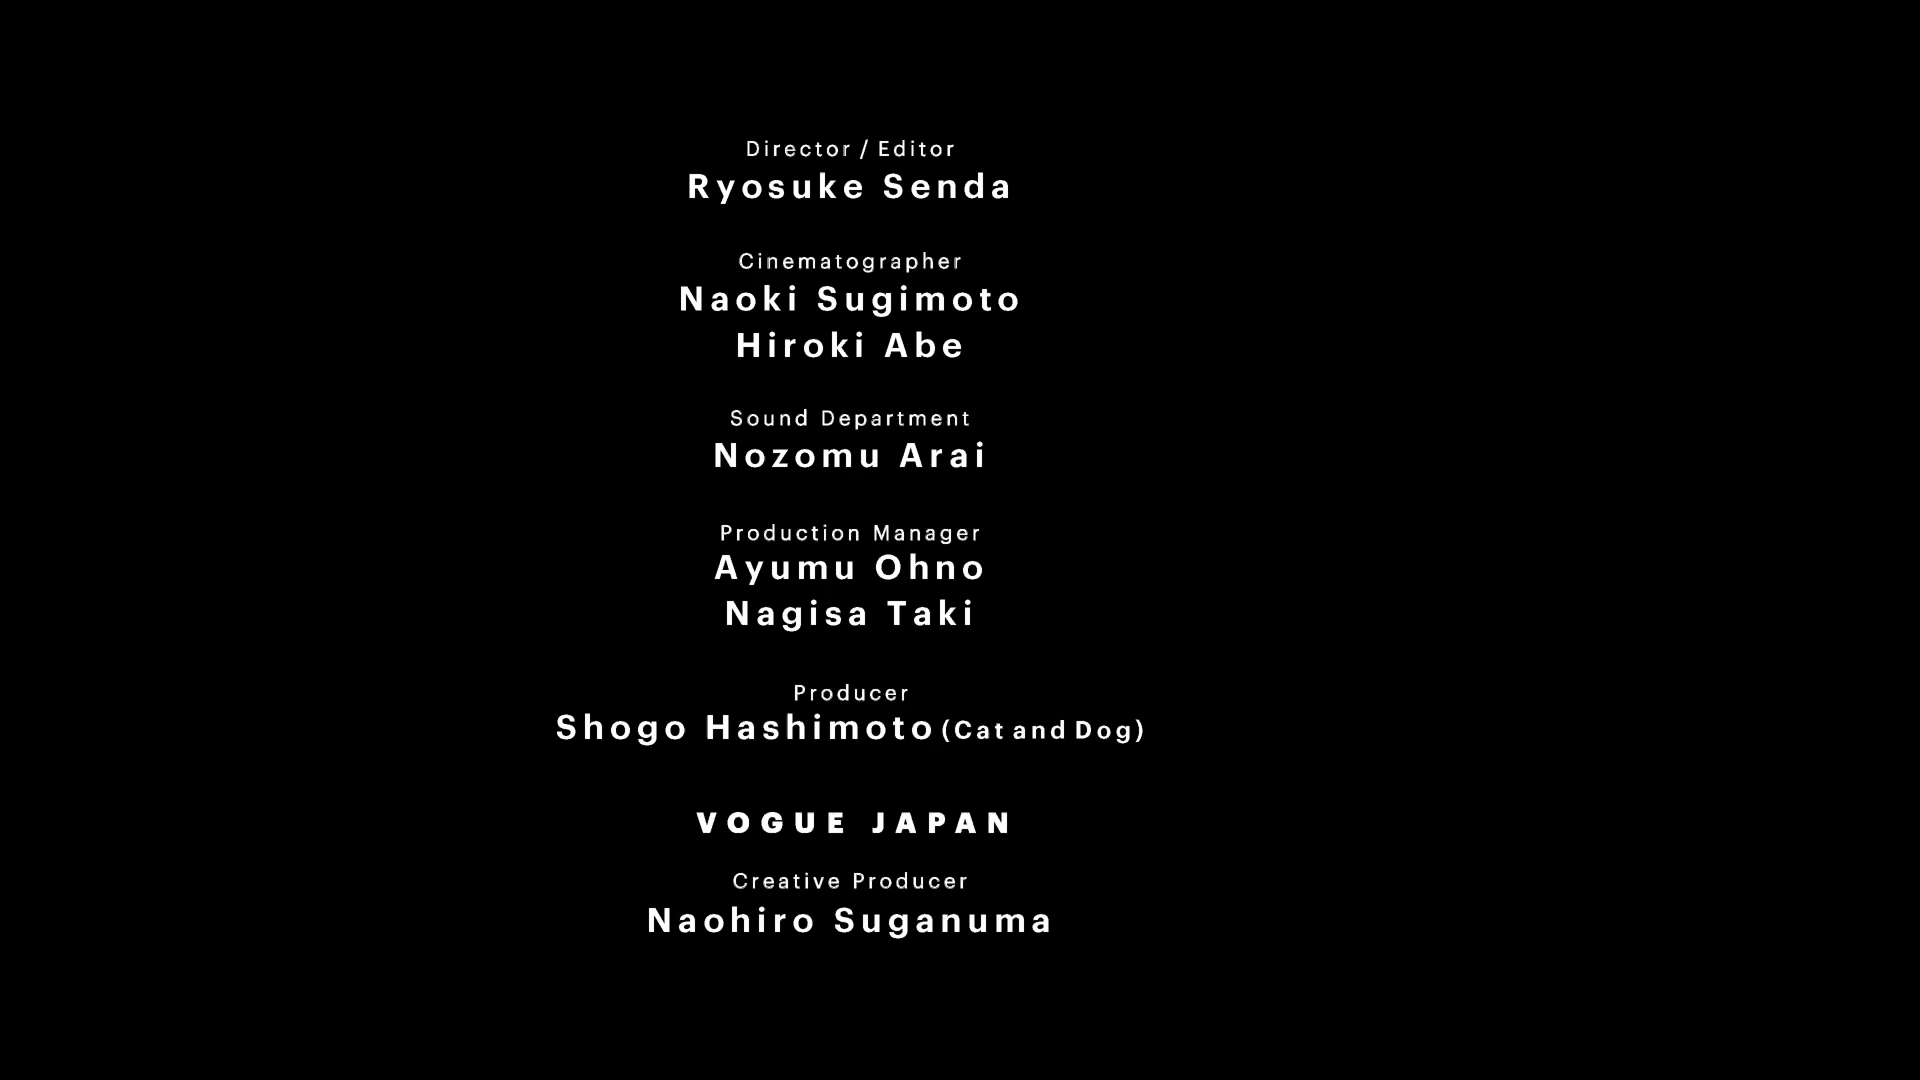 Director / Editor
Ryosuke Senda
Cinematographer
Naoki Sugimoto
Hiroki Abe
Sound Department
Nozomu Arai
Production Manager
Ayumu Ohno
Nagisa Taki
Producer
Shogo Hashimoto (Cat and Dog)
VOGUE JAPAN
Creative Producer
Naohiro Suganuma